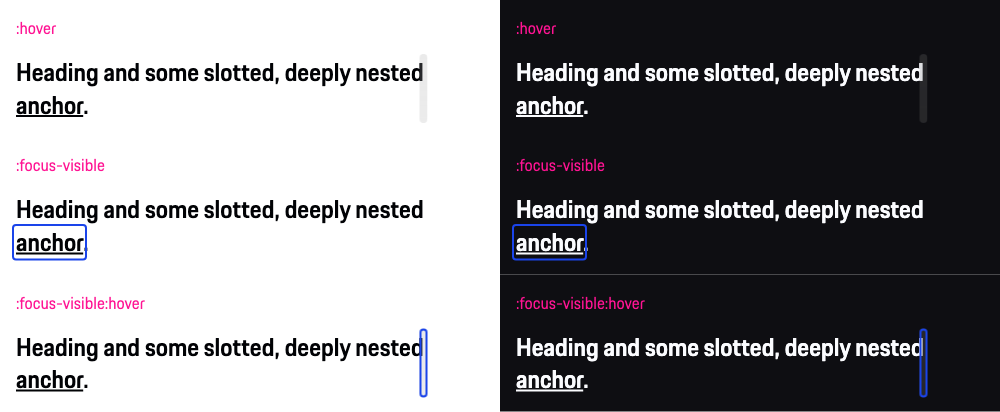 :hover
Heading and some slotted, deeply nested
anchor.
:focus-visible
Heading and some slotted, deeply nested
anchor.
:focus-visible:hover
Heading and some slotted, deeply nested
anchor.
:hover
Heading and some slotted, deeply nested
anchor.
:focus-visible
Heading and some slotted, deeply nested
anchor.
:focus-visible:hover
Heading and some slotted, deeply nested
anchor.